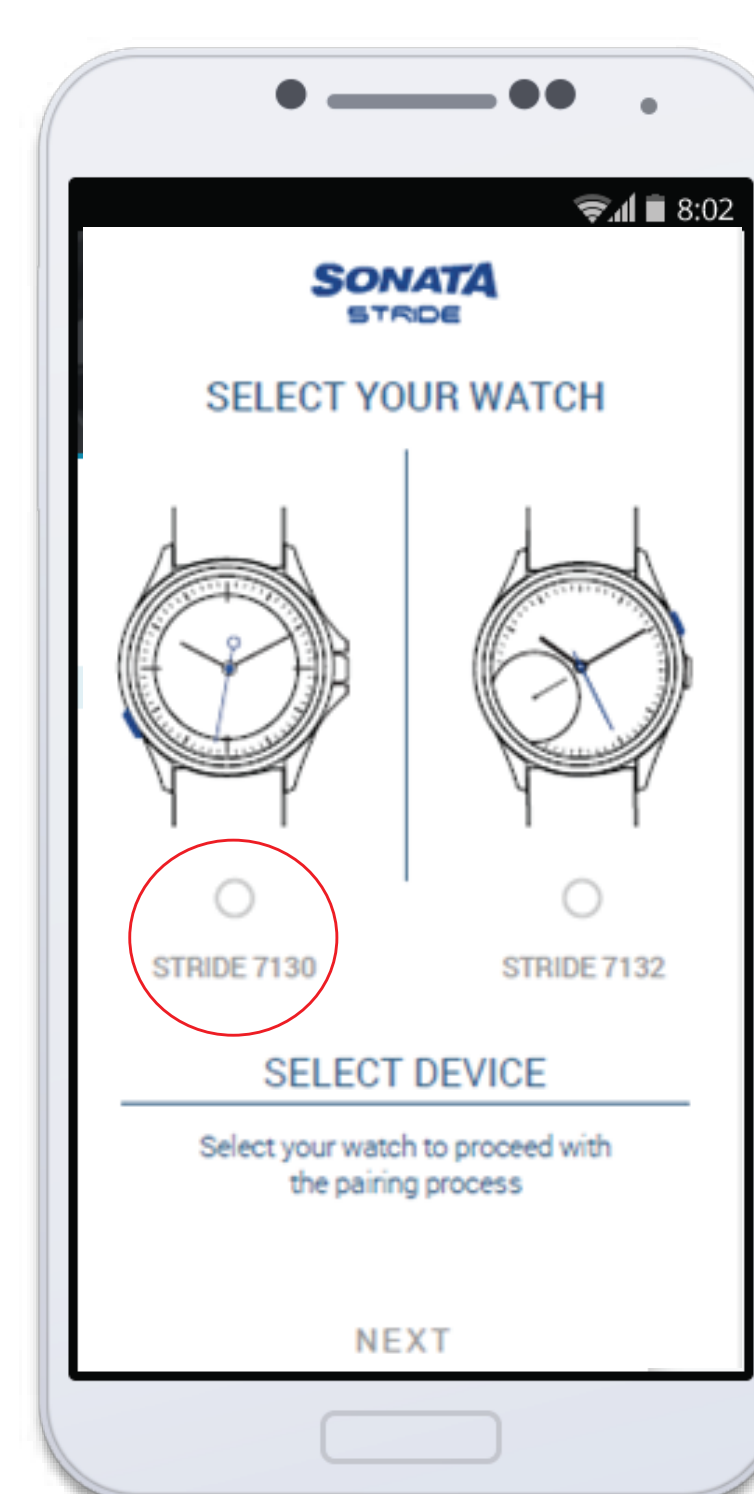 8:02
SONATA
STRIDE
SELECT YOUR WATCH
STRIDE 7130
STRIDE 7132
SELECT DEVICE
Select your watch to proceed with
the pairing process
NEXT